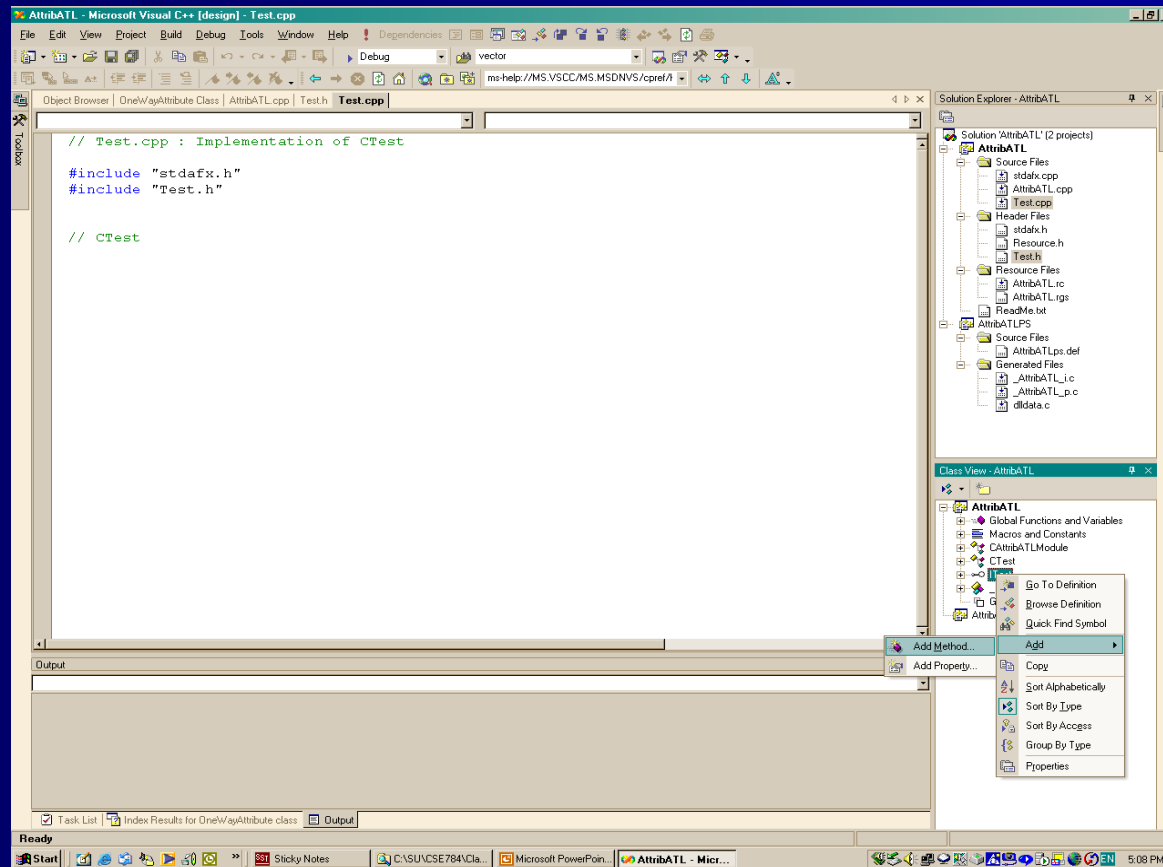 AttribATL - Microsoft Visual C++ [design] - Test.cpp
File Edit View Project Build Debug Tools Window Help Dependencies
Debug vector
ms-help://MS.VSCC/MS.MSDNVS/cpref/
Object Browser OneWayAttribute Class AttribATL.cpp Test.h Test.cpp
Toolbox
// Test.cpp : Implementation of CTest
#include "stdafx.h"
#include "Test.h"
// CTest
Solution Explorer - AttribATL
Solution 'AttribATL' (2 projects)
AttribATL
Source Files
stdafx.cpp
AttribATL.cpp
Test.cpp
Header Files
stdafx.h
Resource.h
Test.h
Resource Files
AttribATL.rc
AttribATL.rgs
ReadMe.txt
AttribATLPS
Source Files
AttribATLps.def
Generated Files
_AttribATL_i.c
_AttribATL_p.c
dlldata.c
Class View - AttribATL
AttribATL
Global Functions and Variables
Macros and Constants
CAttribATLModule
CTest
Go To Definition
Browse Definition
Quick Find Symbol
Add
Copy
Sort Alphabetically
Sort By Type
Sort By Access
Group By Type
Properties
Add Method...
Add Property...
Output
Task List Index Results for OneWayAttribute class Output
Ready
Start Sticky Notes C:\SU\CSE784\Cla... Microsoft PowerPoin... AttribATL - Micr... EN 5:08 PM